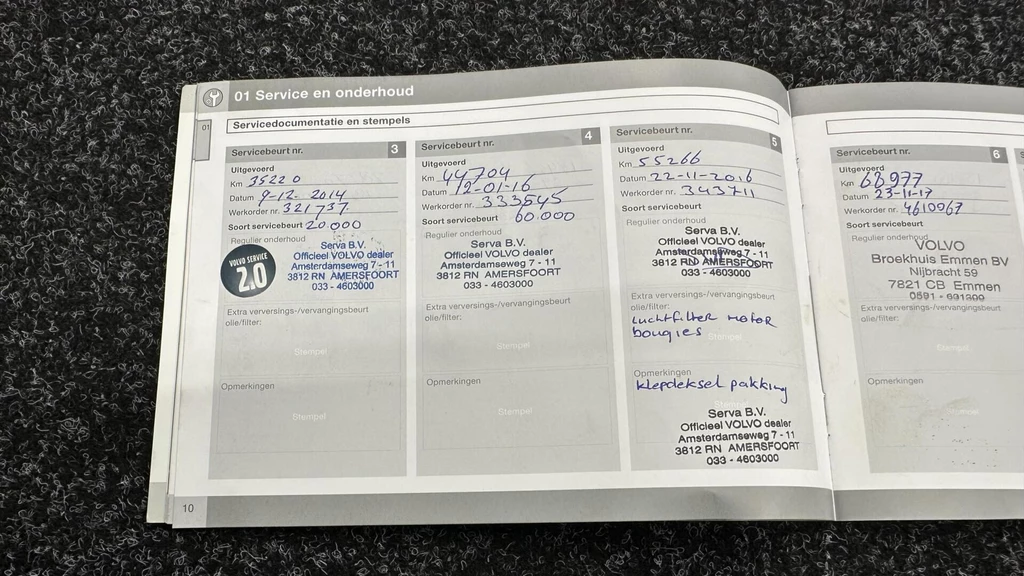 01 Service en onderhoud
01
Servicedocumentatie en stempels
Servicebeurt nr. 3
Uitgevoerd
Km 35220
Datum 9-12-2014
Werkorder nr. 321737
Soort servicebeurt 20 000
Regulier onderhoud
VOLVO SERVICE
2.0
Serva B.V.
Officieel VOLVO dealer
Amsterdamseweg 7 - 11
3812 RN AMERSFOORT
033 - 4603000
Extra verversings-/vervangingsbeurt
olie/filter:
Stempel
Opmerkingen
Stempel
10
Servicebeurt nr. 4
Uitgevoerd
Km 44704
Datum 12-01-16
Werkorder nr. 333545
Soort servicebeurt 60.000
Regulier onderhoud
Serva B.V.
Officieel VOLVO dealer
Amsterdamseweg 7 - 11
3812 RN AMERSFOORT
033 - 4603000
Extra verversings-/vervangingsbeurt
olie/filter:
Stempel
Opmerkingen
Stempel
Servicebeurt nr. 5
Uitgevoerd
Km 55266
Datum 22-11-2016
Werkorder nr. 343711
Soort servicebeurt
Regulier onderhoud
Serva B.V.
Officieel VOLVO dealer
Amsterdamseweg 7 - 11
3812 RN AMERSFOORT
033 - 4603000
Extra verversings-/vervangingsbeurt
olie/filter:
Luchtfilter motor
bougies
Stempel
Opmerkingen
Klepdeksel pakking
Stempel
Serva B.V.
Officieel VOLVO dealer
Amsterdamseweg 7 - 11
3812 RN AMERSFOORT
033 - 4603000
Servicebeurt nr. 6
Uitgevoerd
Km 68977
Datum 23-11-17
Werkorder nr. 4610967
Soort servicebeurt
Regulier onderhoud
VOLVO
Broekhuis Emmen BV
Nijbracht 59
7821 CB Emmen
0591 - 691300
Extra verversings-/vervangingsbeurt
olie/filter:
Stempel
Opmerkingen
Stempel